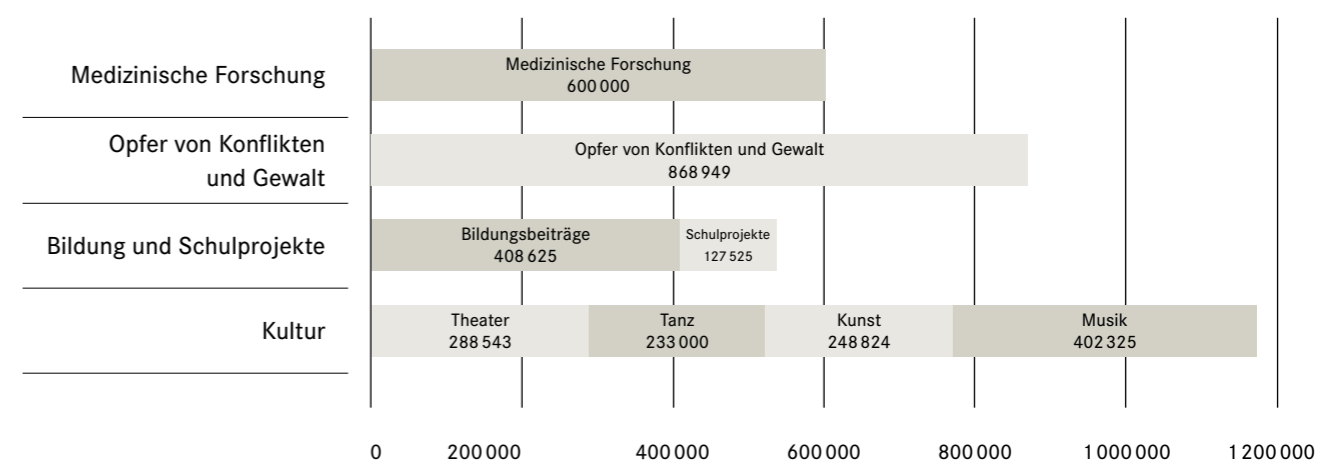 Medizinische Forschung
Medizinische Forschung
600 000
Opfer von Konflikten
und Gewalt
Opfer von Konflikten und Gewalt
868 949
Bildung und Schulprojekte
Bildungsbeiträge
408 625
Schulprojekte
127 525
Kultur
Theater
288 543
Tanz
233 000
Kunst
248 824
Musik
402 325
0 200 000 400 000 600 000 800 000 1 000 000 1 200 000